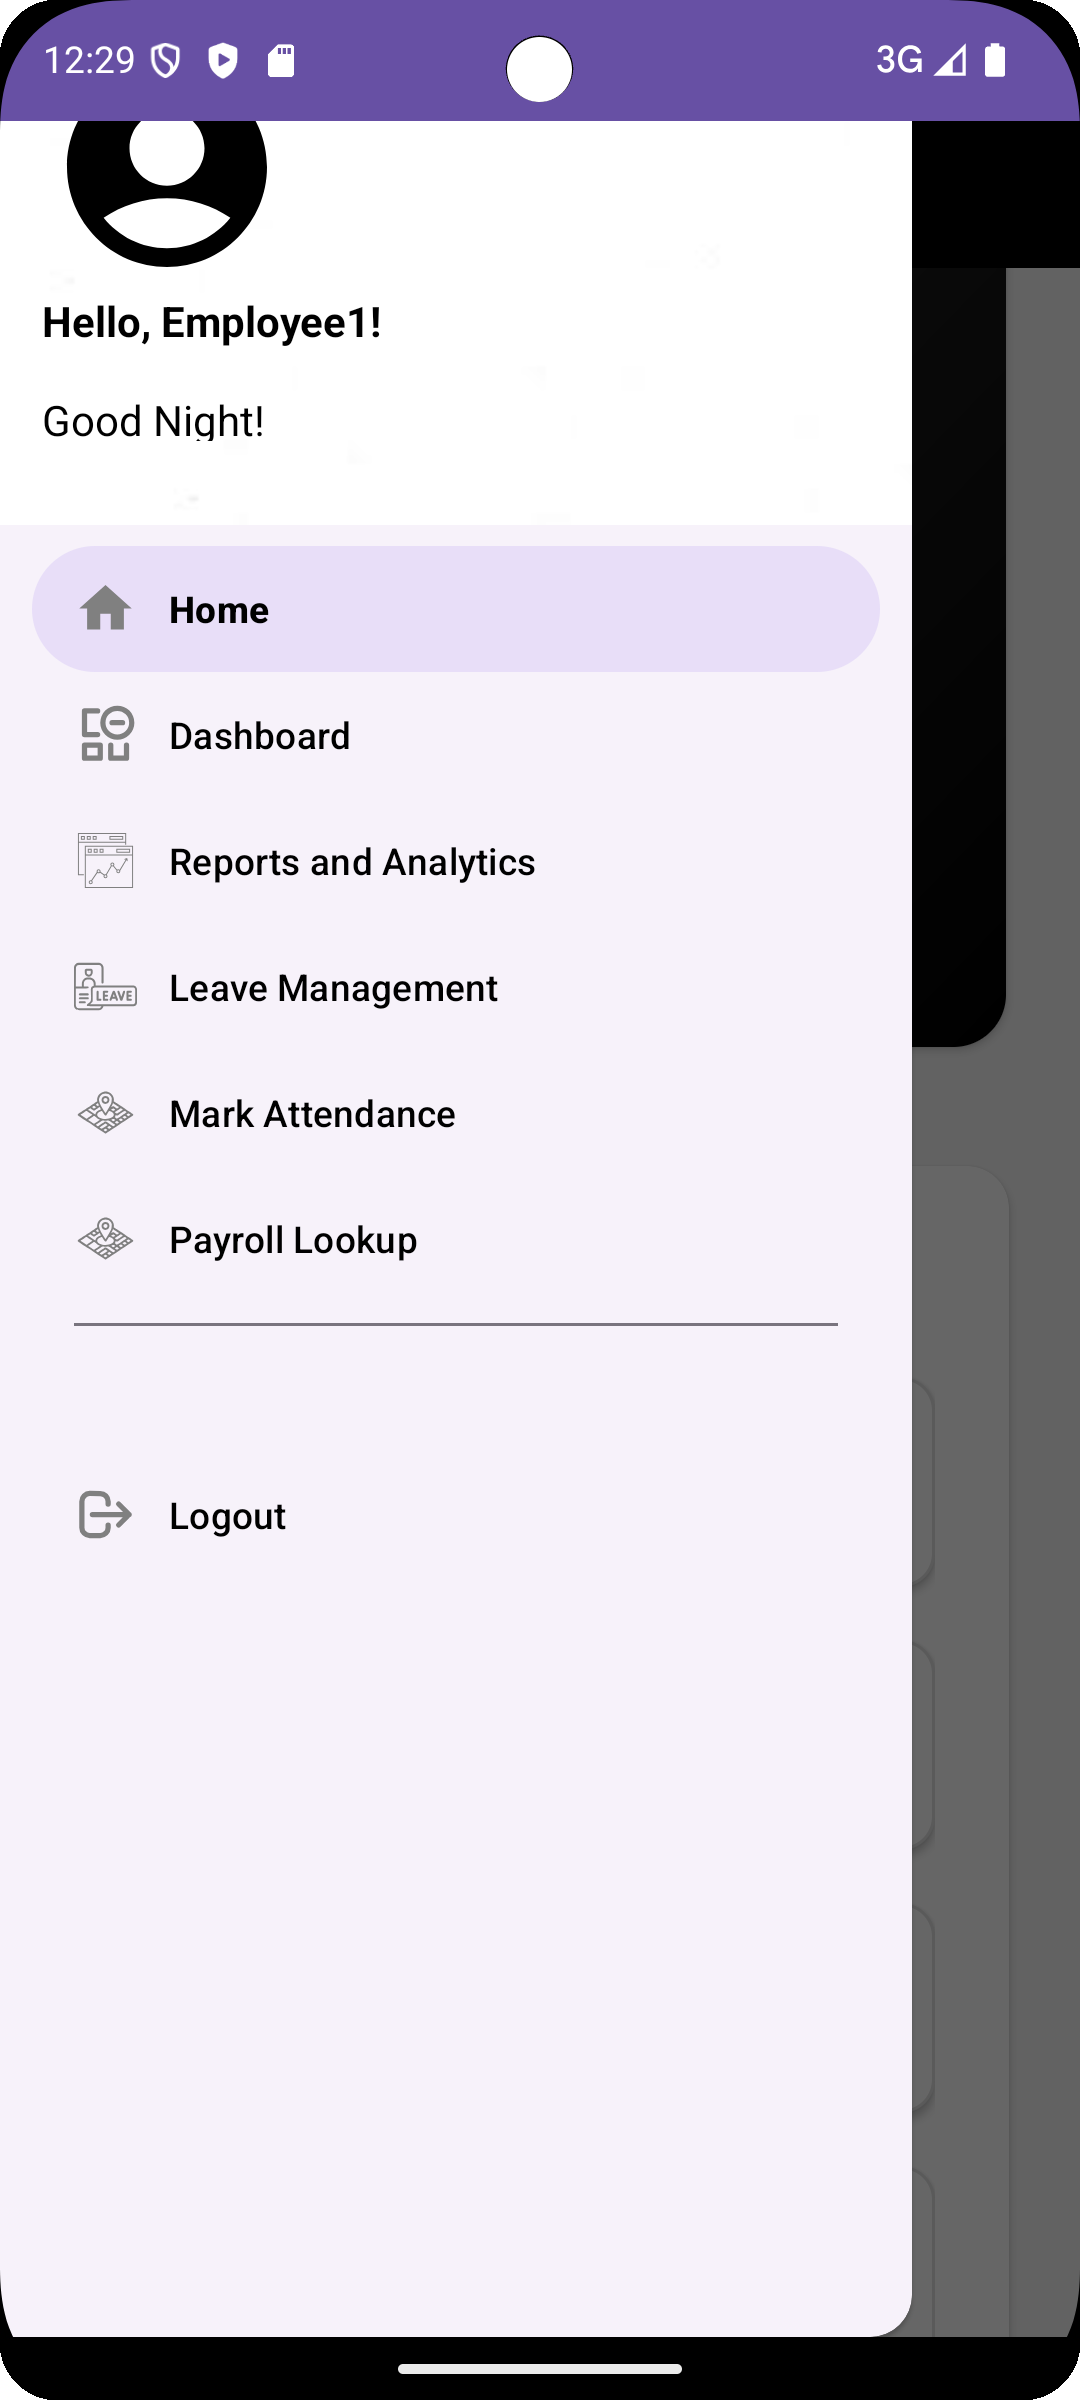 12:29
3G
Hello, Employee1!
Good Night!
Home
Dashboard
Reports and Analytics
LEAVE
Leave Management
Mark Attendance
Payroll Lookup
Logout